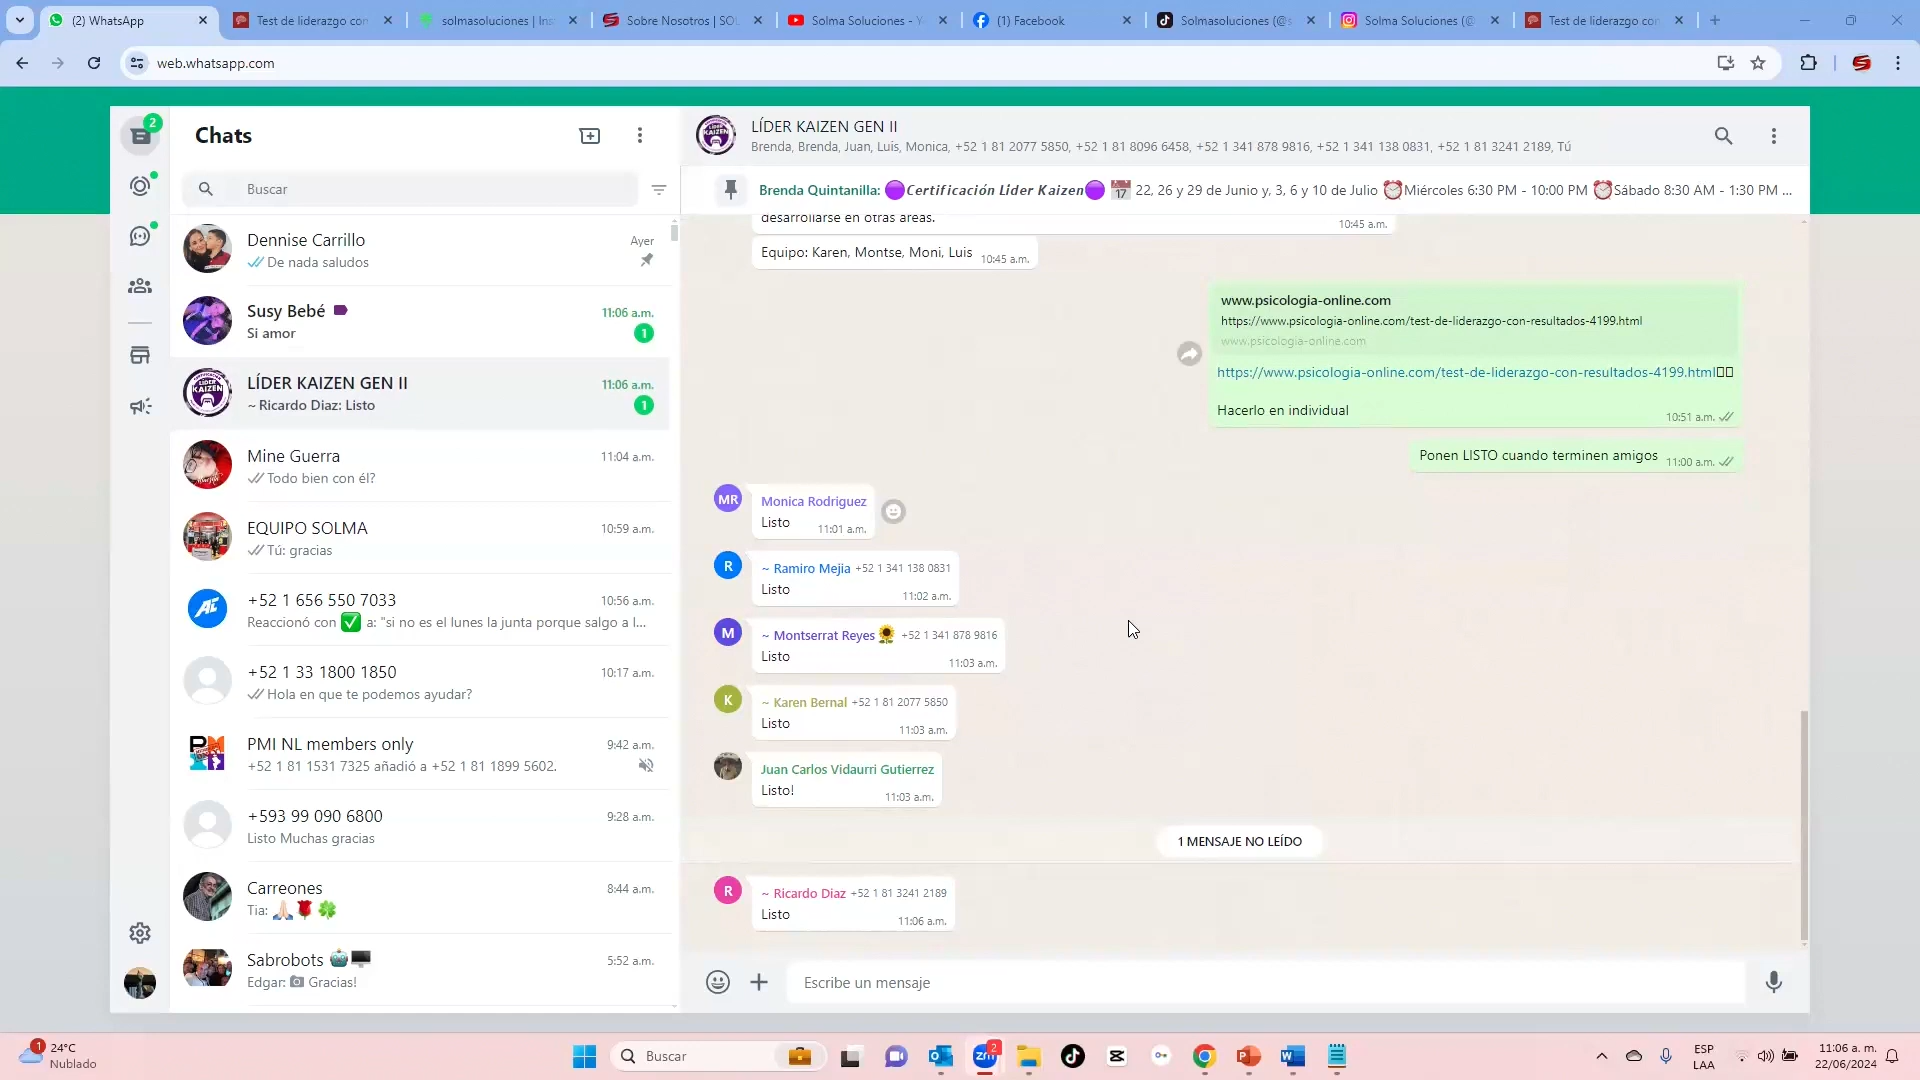 (2) WhatsApp
Test de liderazgo con
solmasoluciones | Ins
Sobre Nosotros | SOL
Solma Soluciones - Y
(1) Facebook
Solmasoluciones (@s
Solma Soluciones (@
Test de liderazgo con
web.whatsapp.com
2
Chats
Buscar
Dennise Carrillo
Ayer
De nada saludos
Susy Bebé
11:06 a.m.
Si amor
1
LÍDER KAIZEN GEN II
11:06 a.m.
~ Ricardo Diaz: Listo
1
Mine Guerra
11:04 a.m.
Todo bien con él?
EQUIPO SOLMA
10:59 a.m.
Tú: gracias
+52 1 656 550 7033
10:56 a.m.
Reaccionó con ✅ a: "si no es el lunes la junta porque salgo a l...
+52 1 33 1800 1850
10:17 a.m.
Hola en que te podemos ayudar?
PMI NL members only
9:42 a.m.
+52 1 81 1531 7325 añadió a +52 1 81 1899 5602.
+593 99 090 6800
9:28 a.m.
Listo Muchas gracias
Carreones
8:44 a.m.
Tia: 🙏🏻🌹🍀
Sabrobots 🤖🖥️
5:52 a.m.
Edgar: 📷 Gracias!
LÍDER KAIZEN GEN II
Brenda, Brenda, Juan, Luis, Monica, +52 1 81 2077 5850, +52 1 81 8096 6458, +52 1 341 878 9816, +52 1 341 138 0831, +52 1 81 3241 2189, Tú
Brenda Quintanilla: 🟣Certificación Líder Kaizen🟣 📅 22, 26 y 29 de Junio y, 3, 6 y 10 de Julio ⏰Miércoles 6:30 PM - 10:00 PM ⏰Sábado 8:30 AM - 1:30 PM ...
desarrollarse en otras áreas.
10:45 a.m.
Equipo: Karen, Montse, Moni, Luis 10:45 a.m.
www.psicologia-online.com
https://www.psicologia-online.com/test-de-liderazgo-con-resultados-4199.html
www.psicologia-online.com
https://www.psicologia-online.com/test-de-liderazgo-con-resultados-4199.html
Hacerlo en individual
10:51 a.m.
Ponen LISTO cuando terminen amigos 11:00 a.m.
MR
Monica Rodriguez
Listo 11:01 a.m.
R
~ Ramiro Mejia +52 1 341 138 0831
Listo
11:02 a.m.
M
~ Montserrat Reyes 🌻 +52 1 341 878 9816
Listo
11:03 a.m.
K
~ Karen Bernal +52 1 81 2077 5850
Listo
11:03 a.m.
Juan Carlos Vidaurri Gutierrez
Listo!
11:03 a.m.
1 MENSAJE NO LEÍDO
R
~ Ricardo Diaz +52 1 81 3241 2189
Listo
11:06 a.m.
Escribe un mensaje
1
24°C
Nublado
Buscar
zm
2
ESP
LAA
11:06 a. m.
22/06/2024